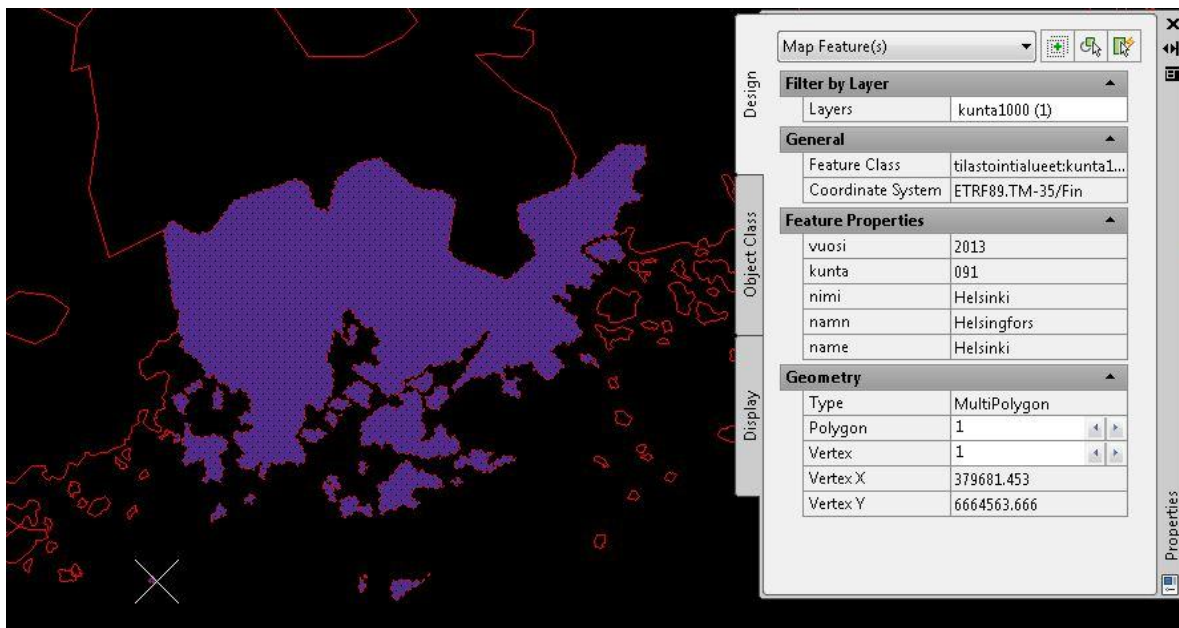 Map Feature(s)
Design
Object Class
Display
Filter by Layer
Layers kunta1000 (1)
General
Feature Class tilastointialueet:kunta1...
Coordinate System ETRF89.TM-35/Fin
Feature Properties
vuosi 2013
kunta 091
nimi Helsinki
namn Helsingfors
name Helsinki
Geometry
Type MultiPolygon
Polygon 1
Vertex 1
Vertex X 379681.453
Vertex Y 6664563.666
Properties